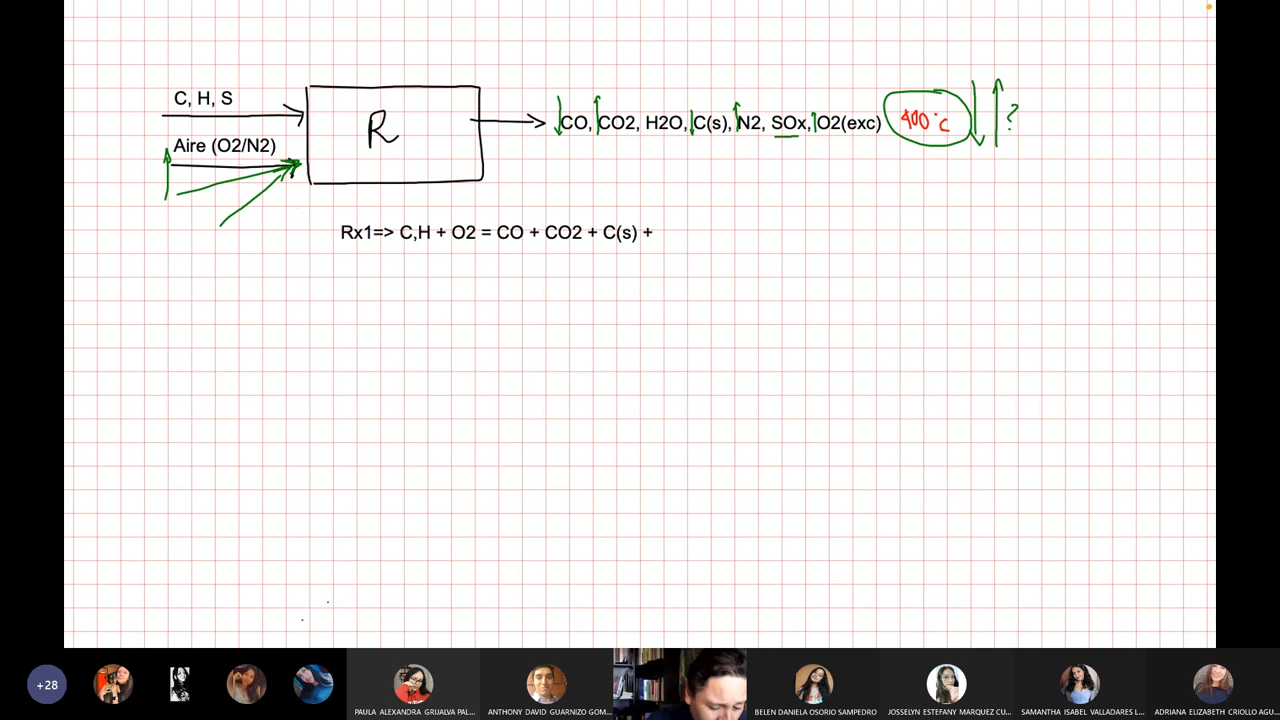 C, H, S
R
CO, CO2, H2O, C(s), N2, SOx, O2(exc)
400°C
?
Aire (O2/N2)
Rx1=> C,H + O2 = CO + CO2 + C(s) +
+28
PAULA ALEXANDRA GRIJALVA PAL...
ANTHONY DAVID GUARNIZO GOM...
BELEN DANIELA OSORIO SAMPEDRO
JOSSELYN ESTEFANY MARQUEZ CU...
SAMANTHA ISABEL VALLADARES L...
ADRIANA ELIZABETH CRIOLLO AGU...